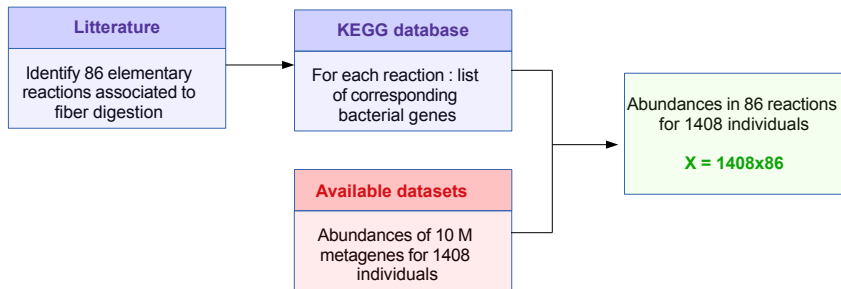 Litterature
Identify 86 elementary
reactions associated to
fiber digestion
KEGG database
For each reaction : list
of corresponding
bacterial genes
Available datasets
Abundances of 10 M
metagenes for 1408
individuals
Abundances in 86 reactions
for 1408 individuals
X = 1408x86